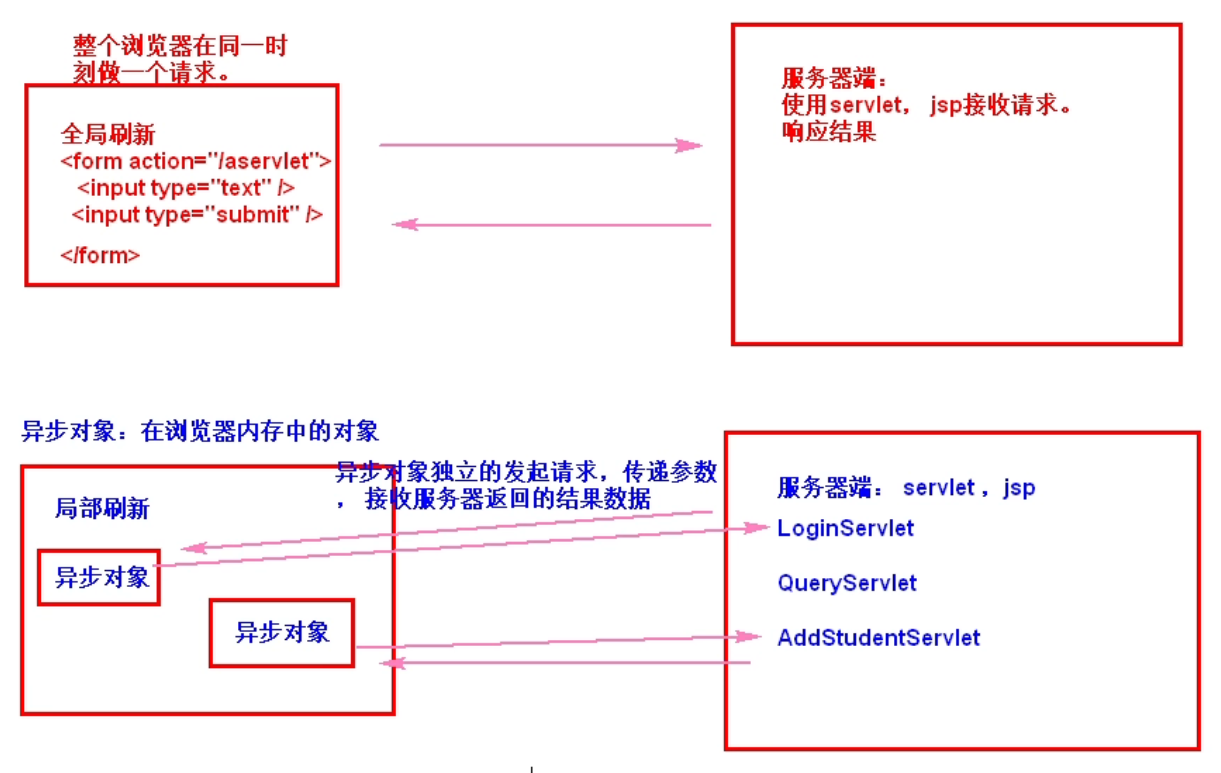 整个浏览器在同一时
刻做一个请求。
全局刷新
<form action="/aservlet">
<input type="text" />
<input type="submit" />
</form>
服务器端：
使用servlet， jsp接收请求。
响应结果
异步对象：在浏览器内存中的对象
异步对象独立的发起请求，传递参数
，接收服务器返回的结果数据
局部刷新
异步对象
异步对象
服务器端： servlet ，jsp
LoginServlet
QueryServlet
AddStudentServlet